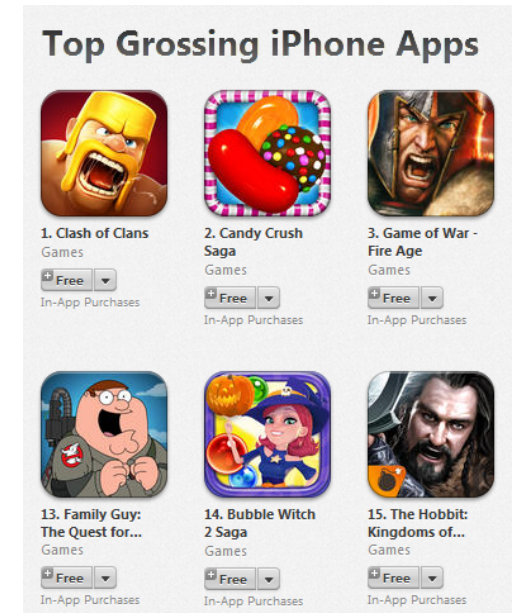 Top Grossing iPhone Apps
1. Clash of Clans
Games
Free
In-App Purchases
2. Candy Crush
Saga
Games
Free
In-App Purchases
3. Game of War -
Fire Age
Games
Free
In-App Purchases
13. Family Guy:
The Quest for...
Games
Free
In-App Purchases
14. Bubble Witch
2 Saga
Games
Free
In-App Purchases
15. The Hobbit:
Kingdoms of...
Games
Free
In-App Purchases